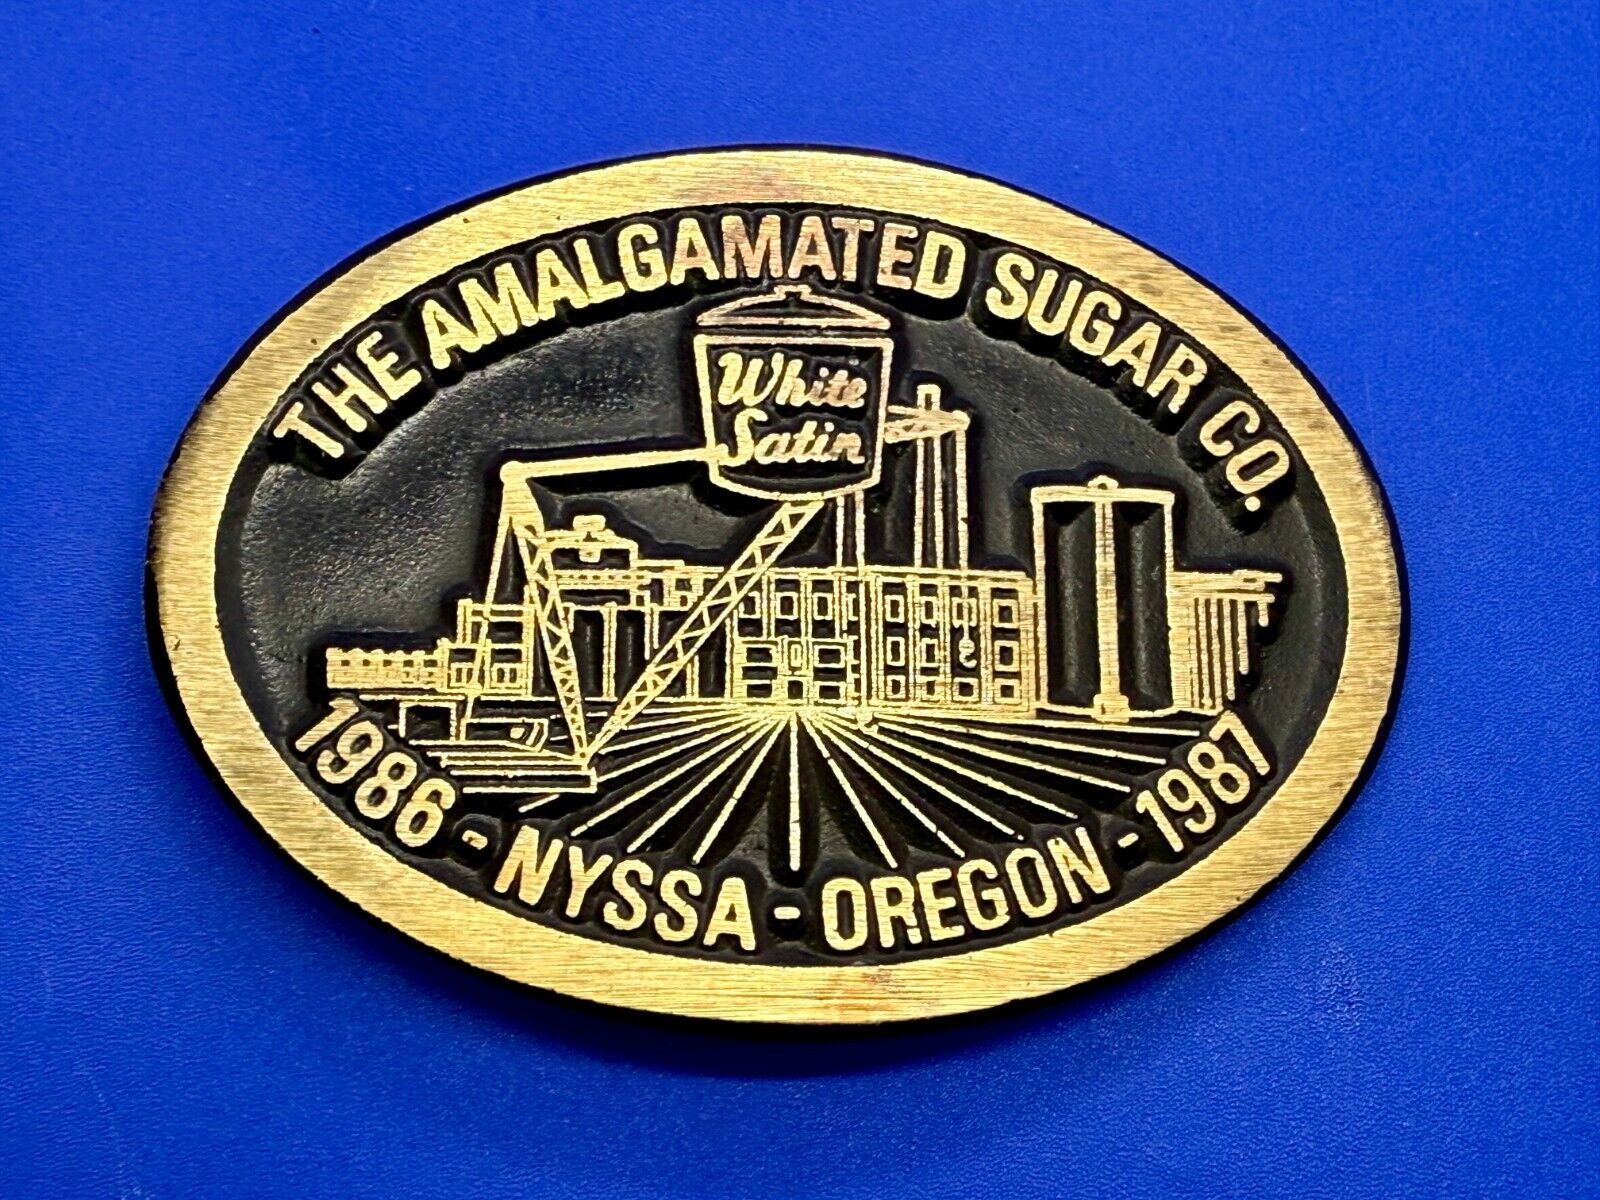 THE AMALGAMATED SUGAR CO.
White
Satin
1986 - NYSSA - OREGON - 1987